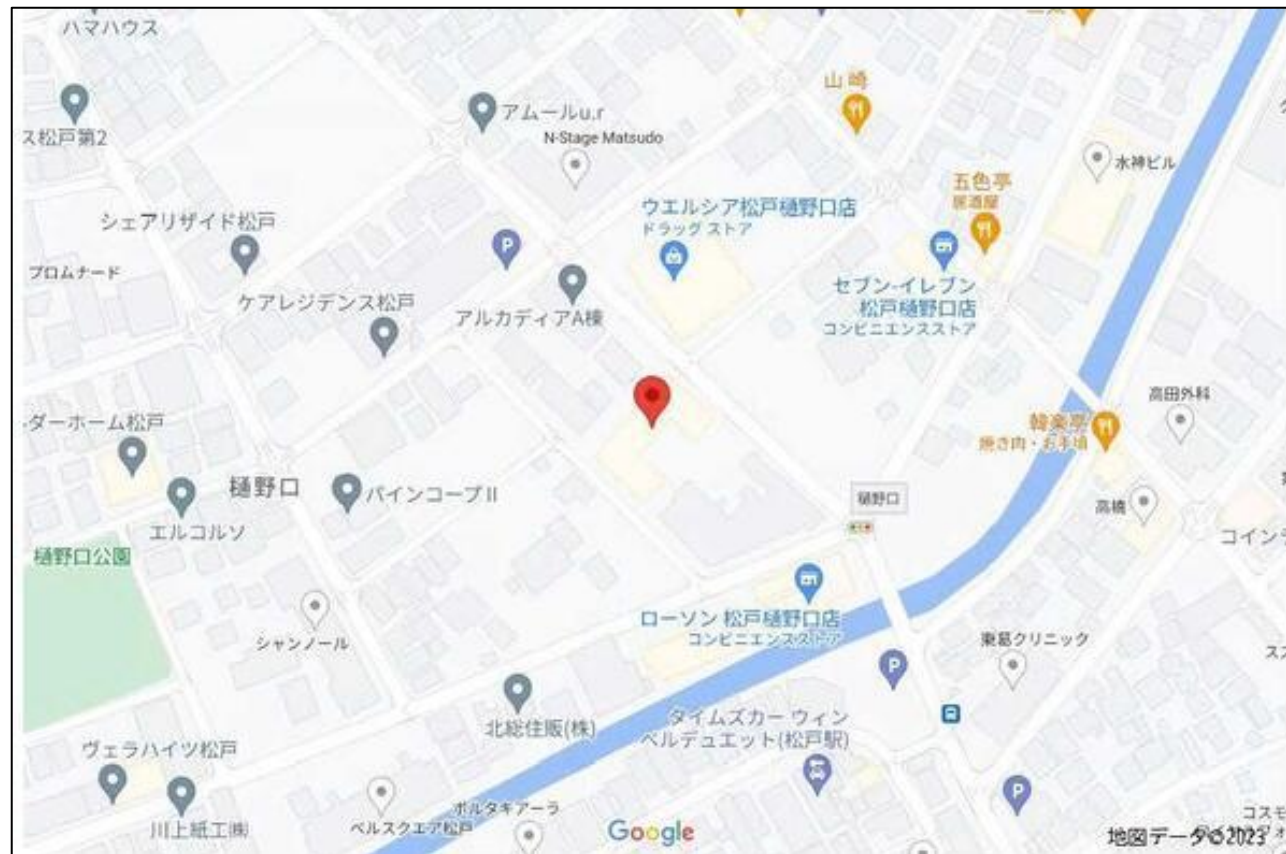 ハマハウス
山崎
ス松戸第2
アムールu.r
N-Stage Matsudo
水神ビル
五色亭
居酒屋
ウエルシア松戸樋野口店
ドラッグ ストア
シェアリザイド松戸
プロムナード
セブン-イレブン
松戸樋野口店
コンビニエンスストア
ケアレジデンス松戸
アルカディアA棟
高田外科
韓楽亭
焼き肉・お手頃
ダーホーム松戸
樋野口
パインコープ II
樋野口
高橋
エルコルソ
コインラ
樋野口公園
ローソン 松戸樋野口店
コンビニエンスストア
シャンノール
東葛クリニック
北総住販(株)
タイムズカー ウィン
ベルデュエット(松戸駅)
ヴェラハイツ松戸
川上紙工㈱
ベルスクエア松戸
ポルタキアーラ
Google
コスモ
地図データ©2023